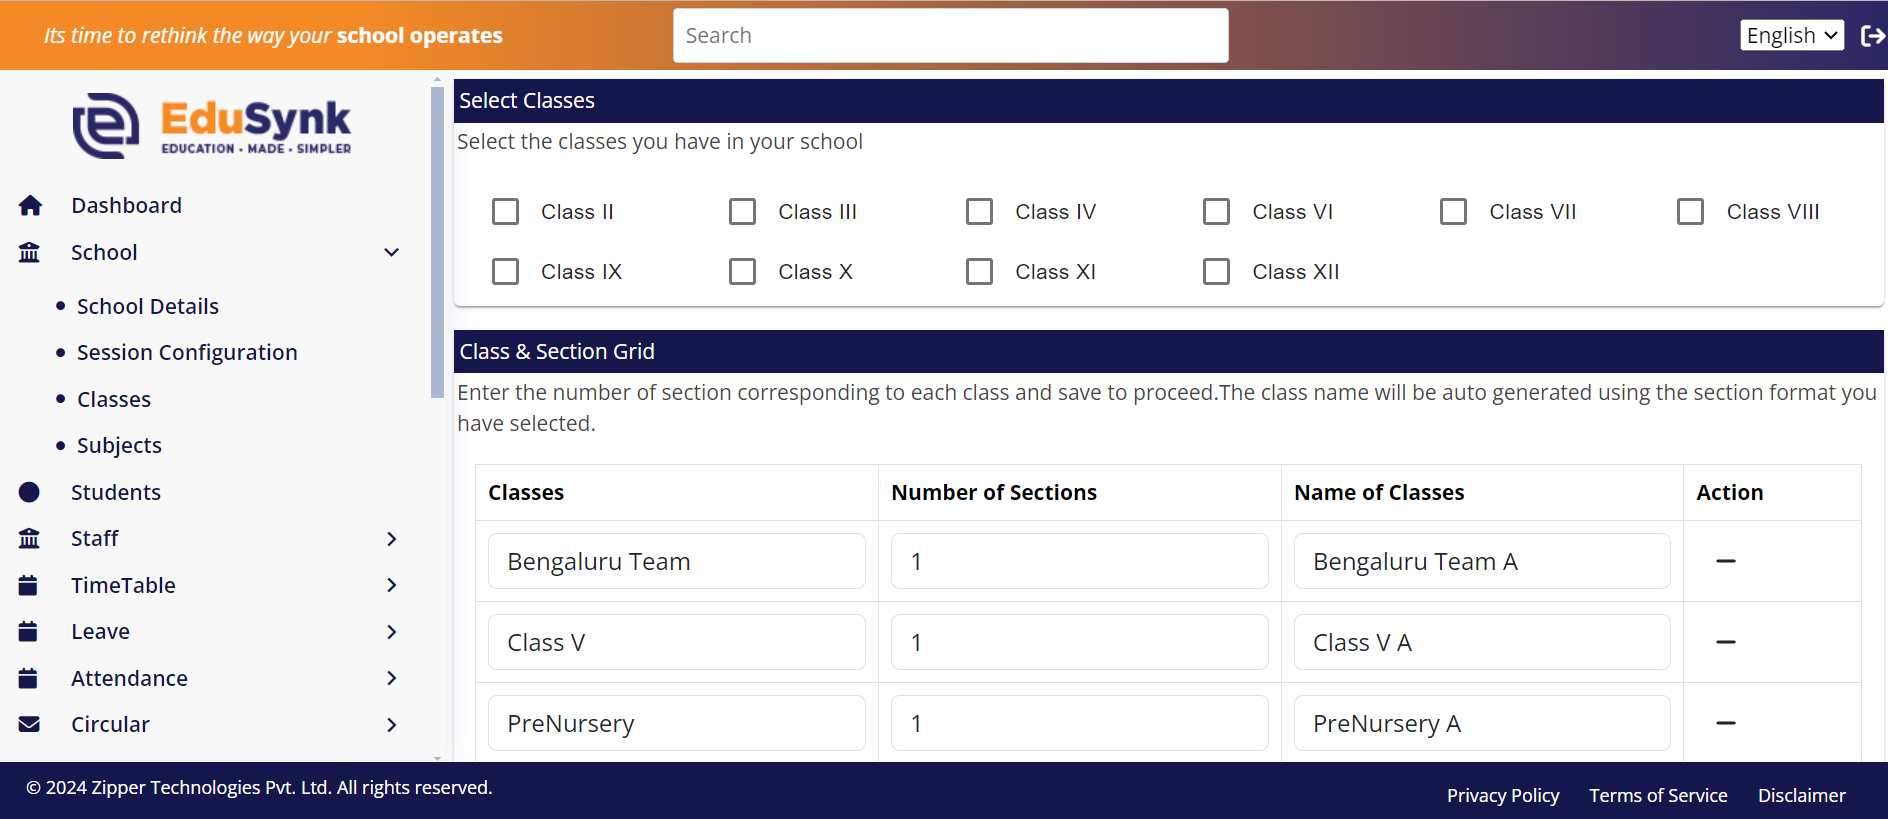 Its time to rethink the way your school operates
Search
English
EduSynk
EDUCATION • MADE • SIMPLER
Dashboard
School
School Details
Session Configuration
Classes
Subjects
Students
Staff
TimeTable
Leave
Attendance
Circular
Select Classes
Select the classes you have in your school
Class II Class III Class IV Class VI Class VII Class VIII
Class IX Class X Class XI Class XII
Class & Section Grid
Enter the number of section corresponding to each class and save to proceed.The class name will be auto generated using the section format you
have selected.
Classes Number of Sections Name of Classes Action
Bengaluru Team 1 Bengaluru Team A
Class V 1 Class V A
PreNursery 1 PreNursery A
© 2024 Zipper Technologies Pvt. Ltd. All rights reserved.
Privacy Policy Terms of Service Disclaimer